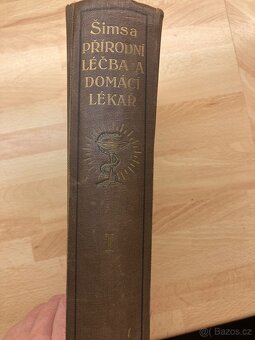 Šimsa
PŘÍRODNÍ
LÉČBA A
DOMÁCÍ
LÉKAŘ
I
Bazos.cz